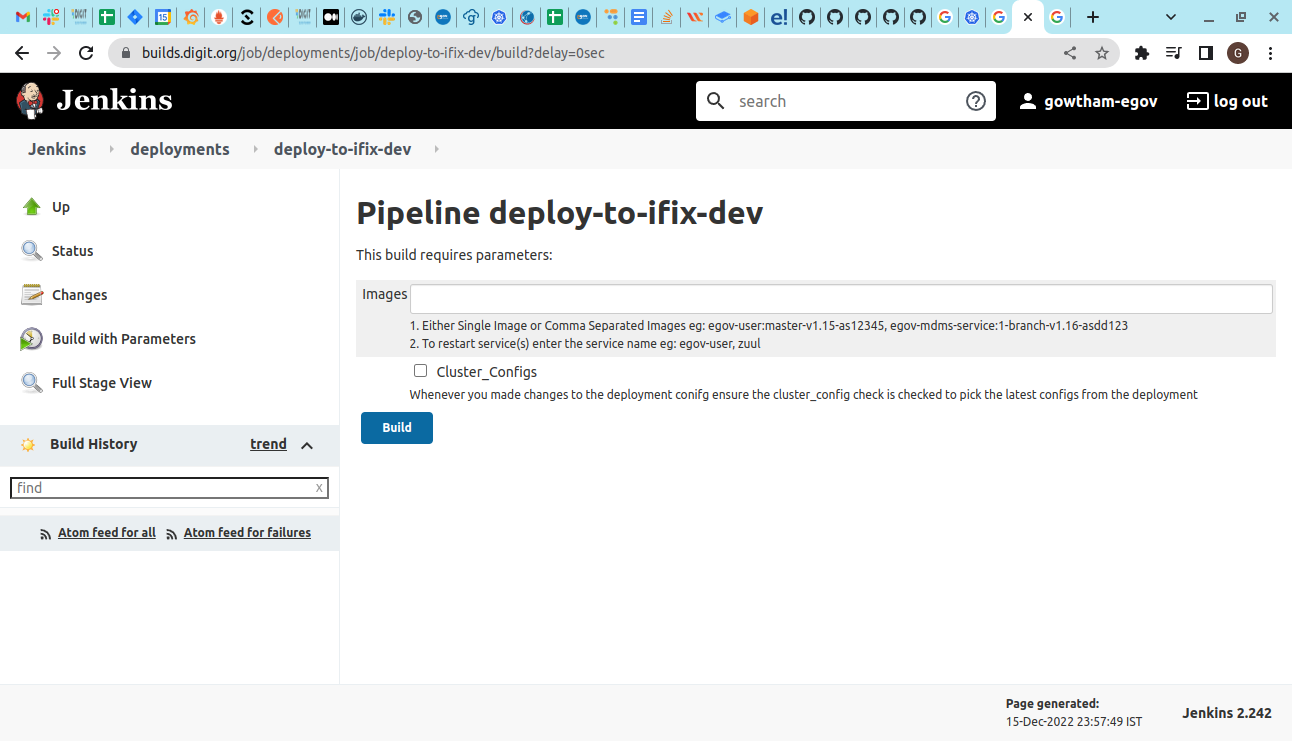 15
builds.digit.org/job/deployments/job/deploy-to-ifix-dev/build?delay=0sec
G
Jenkins
search
gowtham-egov
log out
Jenkins
deployments
deploy-to-ifix-dev
Up
Status
Changes
Build with Parameters
Full Stage View
Build History
trend
find
x
Atom feed for all
Atom feed for failures
Pipeline deploy-to-ifix-dev
This build requires parameters:
Images
1. Either Single Image or Comma Separated Images eg: egov-user:master-v1.15-as12345, egov-mdms-service:1-branch-v1.16-asdd123
2. To restart service(s) enter the service name eg: egov-user, zuul
Cluster_Configs
Whenever you made changes to the deployment conifg ensure the cluster_config check is checked to pick the latest configs from the deployment
Build
Page generated:
15-Dec-2022 23:57:49 IST
Jenkins 2.242